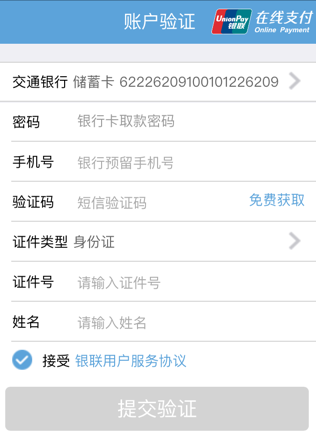 账户验证
UnionPay 银联 在线支付
Online Payment
交通银行 储蓄卡 62226209100101226209
密码 银行卡取款密码
手机号 银行预留手机号
验证码 短信验证码 免费获取
证件类型 身份证
证件号 请输入证件号
姓名 请输入姓名
接受 银联用户服务协议
提交验证